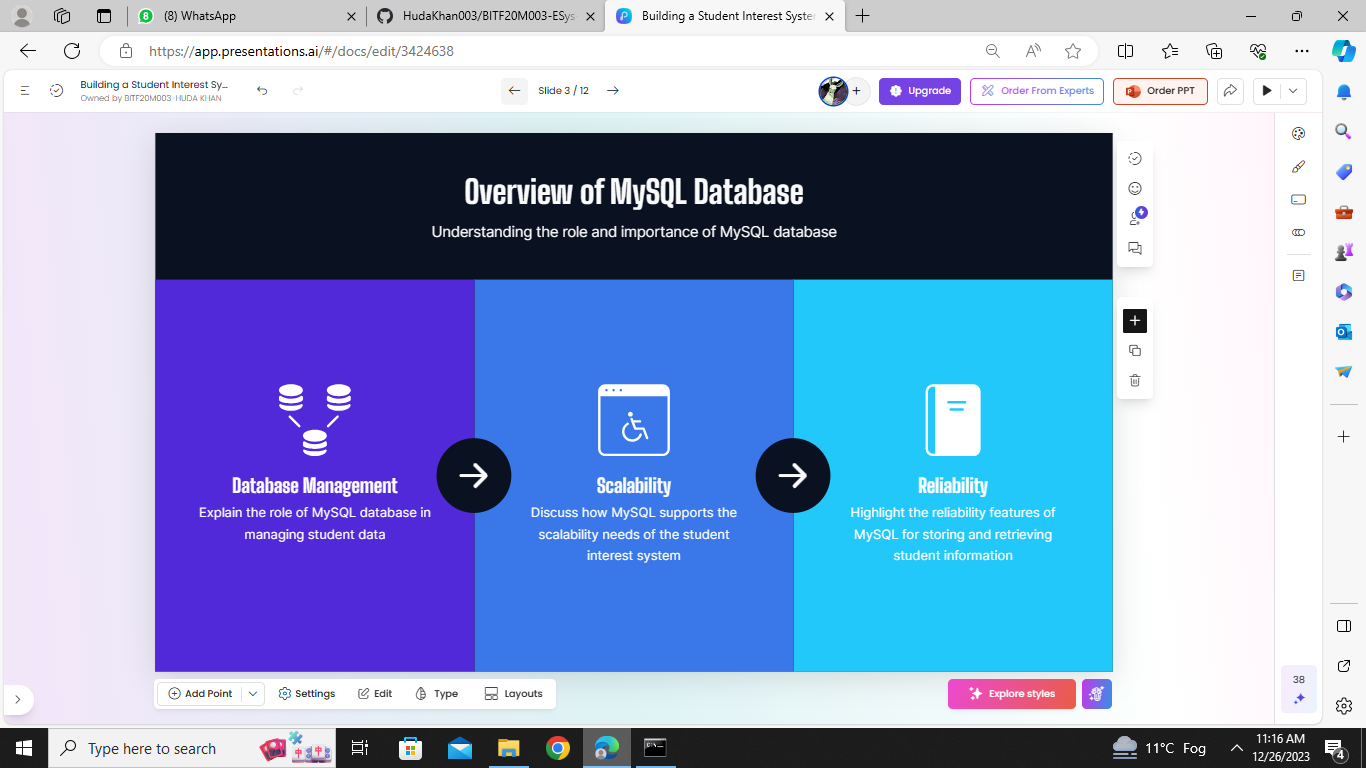 (8) WhatsApp
HudaKhan003/BITF20M003-ESys
Building a Student Interest Syster
https://app.presentations.ai/#/docs/edit/3424638
Building a Student Interest Sy...
Owned by BITF20M003-HUDA KHAN
Slide 3 / 12
Upgrade
Order From Experts
Order PPT
Overview of MySQL Database
Understanding the role and importance of MySQL database
Database Management
Explain the role of MySQL database in
managing student data
Scalability
Discuss how MySQL supports the
scalability needs of the student
interest system
Reliability
Highlight the reliability features of
MySQL for storing and retrieving
student information
Add Point
Settings
Edit
Type
Layouts
Explore styles
38
Type here to search
11°C Fog
11:16 AM
12/26/2023
4